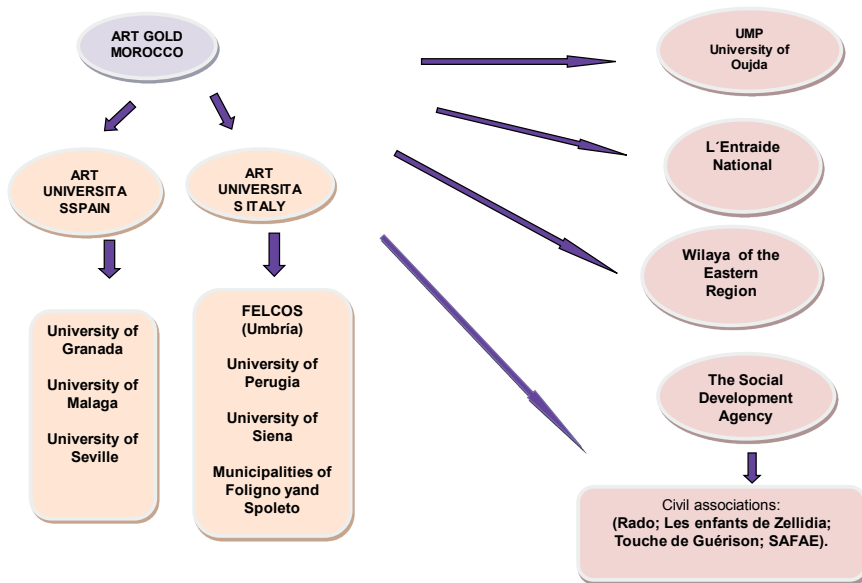 ART GOLD
MOROCCO
ART
UNIVERSITA
SSPAIN
ART
UNIVERSITA
S ITALY
University of
Granada
University of
Malaga
University of
Seville
FELCOS
(Umbría)
University of
Perugia
University of
Siena
Municipalities of
Foligno yand
Spoleto
UMP
University of
Oujda
L´Entraide
National
Wilaya of the
Eastern
Region
The Social
Development
Agency
Civil associations:
(Rado; Les enfants de Zellidia;
Touche de Guérison; SAFAE).